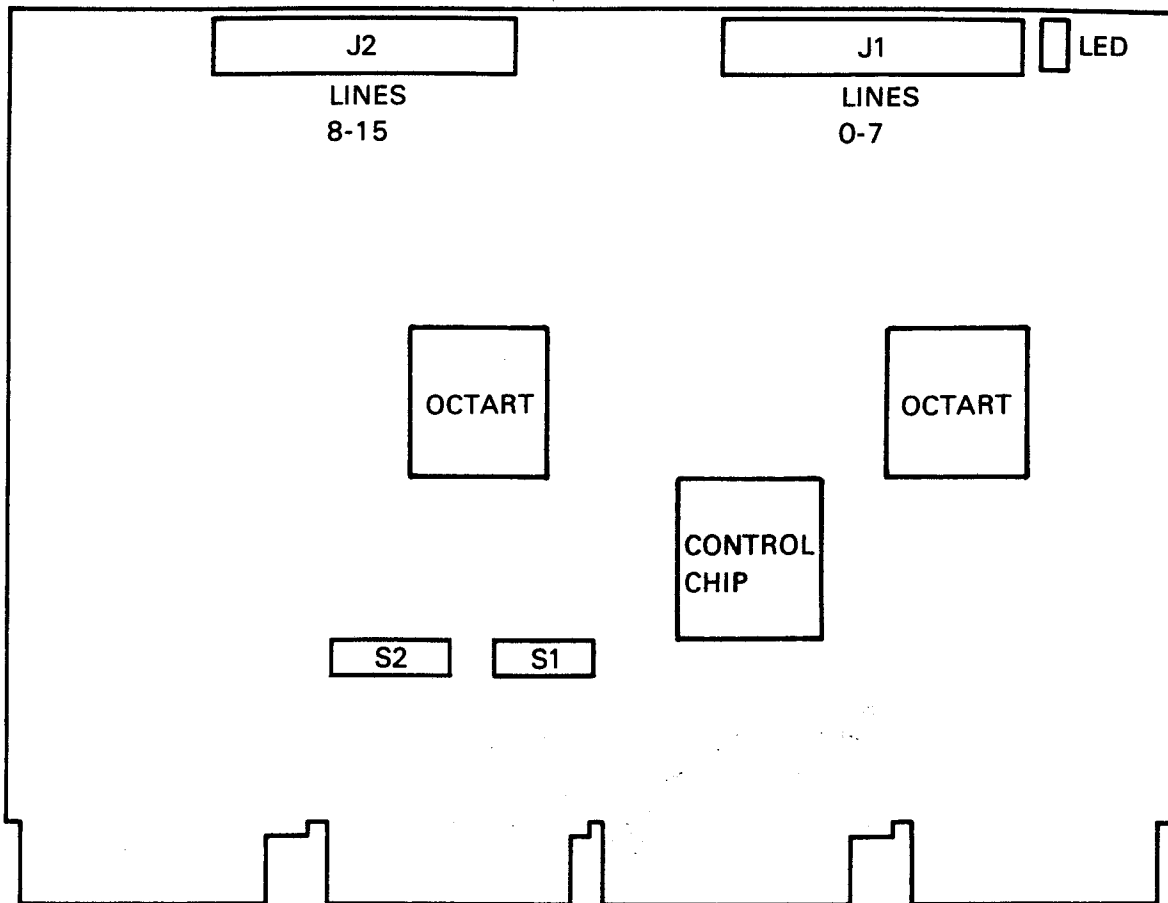 J2
J1
LED
LINES
8-15
LINES
0-7
OCTART
OCTART
CONTROL
CHIP
S2
S1